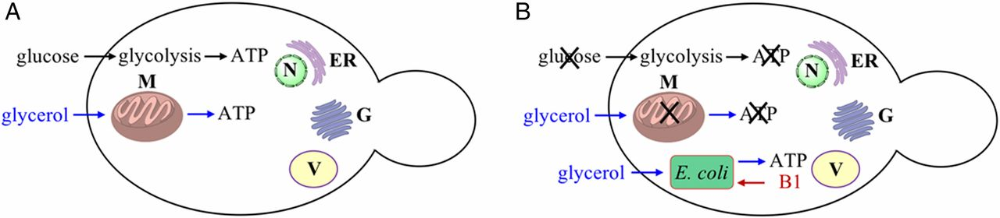 A
glucose → glycolysis → ATP
N
ER
M
glycerol → ATP
G
V
B
glucose → glycolysis → ATP
N
ER
M
glycerol → ATP
G
glycerol → E. coli → ATP
V
B1